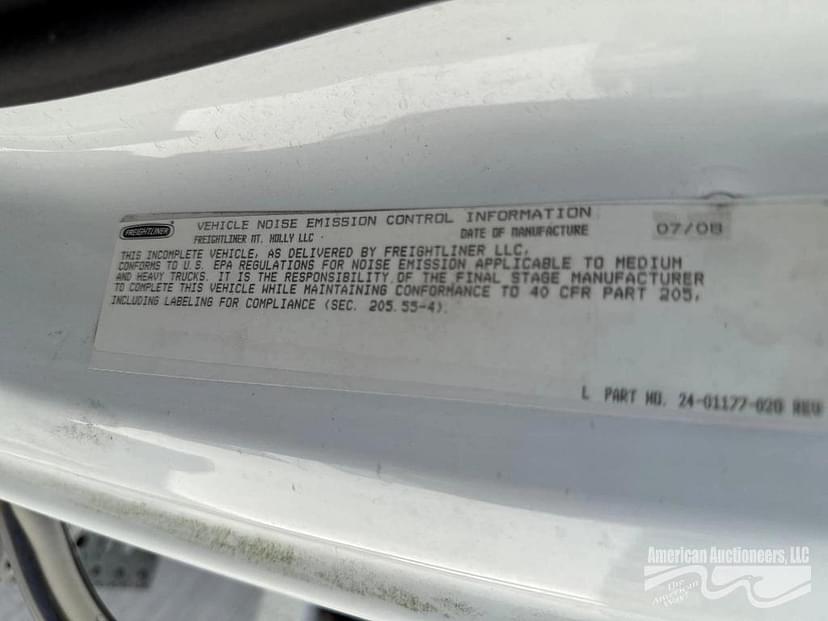 FREIGHTLINER
VEHICLE NOISE EMISSION CONTROL INFORMATION
FREIGHTLINER MT. HOLLY LLC . DATE OF MANUFACTURE 07/08
THIS INCOMPLETE VEHICLE, AS DELIVERED BY FREIGHTLINER LLC,
CONFORMS TO U.S. EPA REGULATIONS FOR NOISE EMISSION APPLICABLE TO MEDIUM
AND HEAVY TRUCKS. IT IS THE RESPONSIBILITY OF THE FINAL STAGE MANUFACTURER
TO COMPLETE THIS VEHICLE WHILE MAINTAINING CONFORMANCE TO 40 CFR PART 205,
INCLUDING LABELING FOR COMPLIANCE (SEC. 205.55-4).
L PART NO. 24-01177-020 REV
American Auctioneers, LLC
The
American
Way!